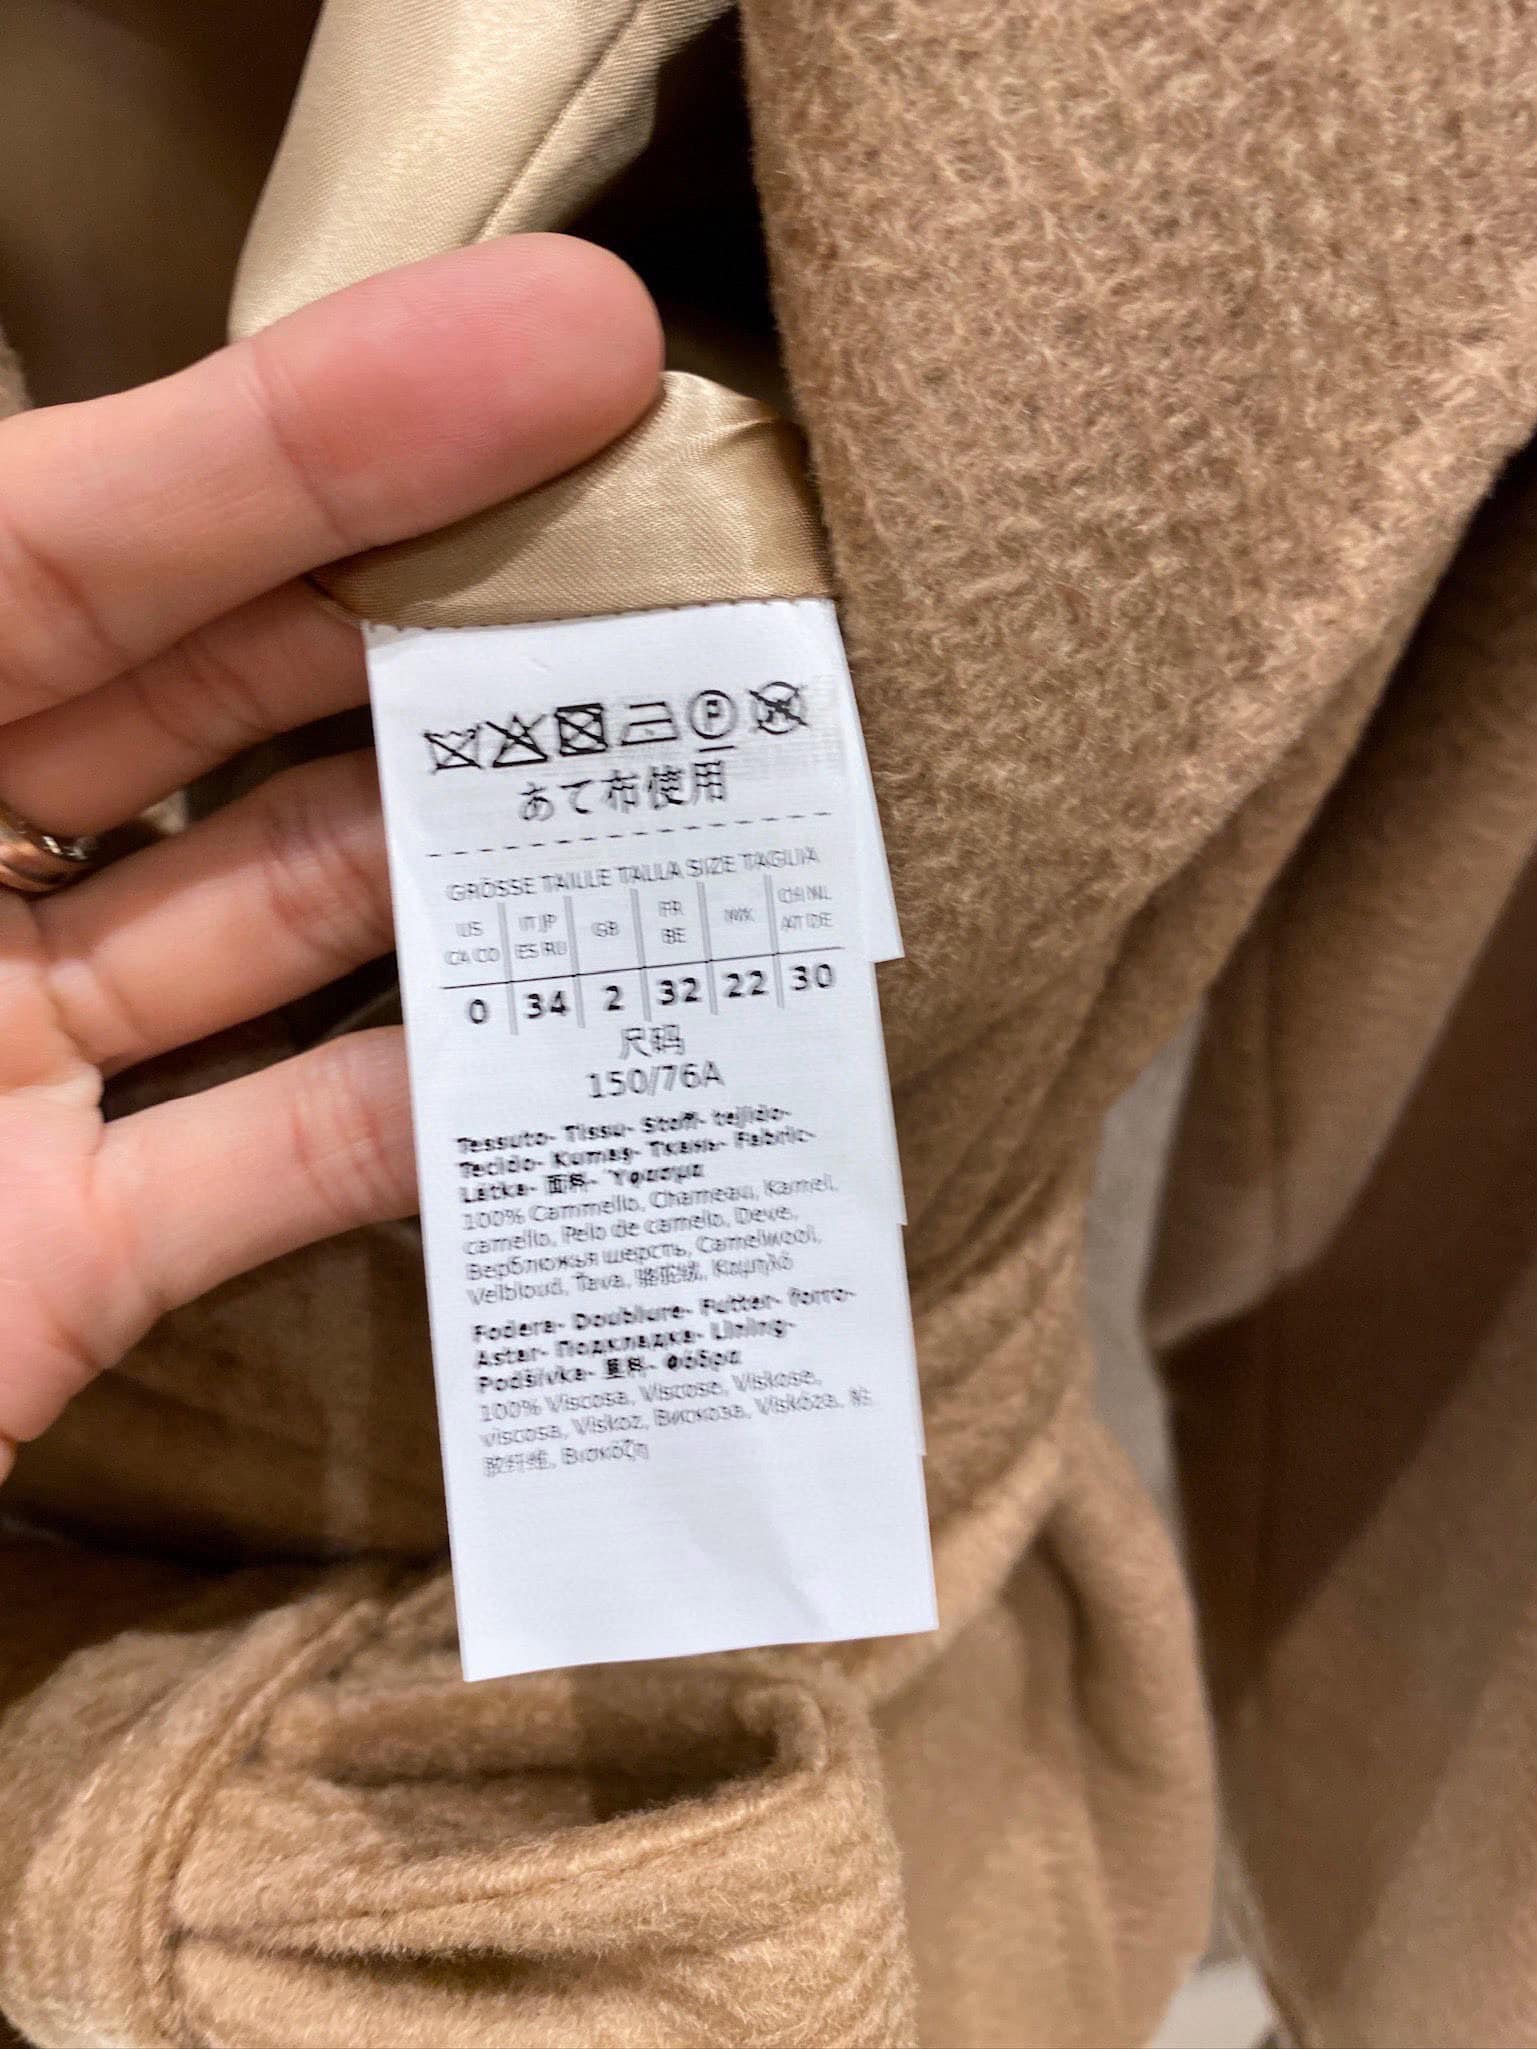 P
あて布使用
GRÖSSE TAILLE TALLA SIZE TAGLIA
US CA CO
IT JP ES RU
GB
FR BE
MX
CH NL AT DE
0 34 2 32 22 30
尺码
150/76A
Tessuto- Tissu- Stoff- tejido-
Tecido- Kumaş- Ткань- Fabric-
Látka- 面料- Υφασμα
100% Cammello, Chameau, Kamel,
camello, Pelo de camelo, Deve,
Верблюжья шерсть, Camelwool,
Velbloud, Teva, 骆驼绒, Καμηλό
Fodera- Doublure- Futter- forro-
Astar- Подкладка- Lining-
Podšívka- 里料- Φόδρα
100% Viscosa, Viscose, Viskose,
viscosa, Viskoz, Вискоза, Viskóza, 粘
胶纤维, Βισκόζη